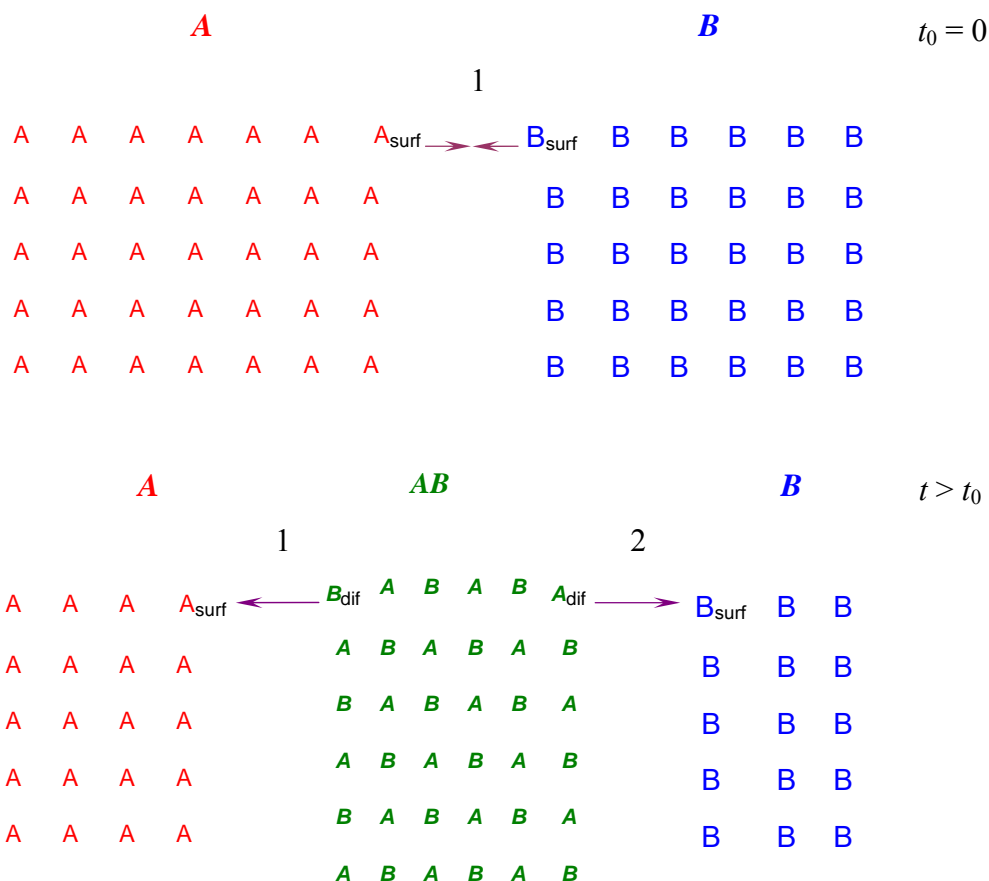 A B t₀ = 0
1
A A A A A A Asurf Bsurf B B B B B
A A A A A A A B B B B B B
A A A A A A A B B B B B B
A A A A A A A B B B B B B
A A A A A A A B B B B B B
A AB B t > t₀
1 2
A A A Asurf Bdif A B A B Adif Bsurf B B
A A A A A B A B A B B B B
A A A A B A B A B A B B B
A A A A A B A B A B B B B
A A A A B A B A B A B B B
A B A B A B